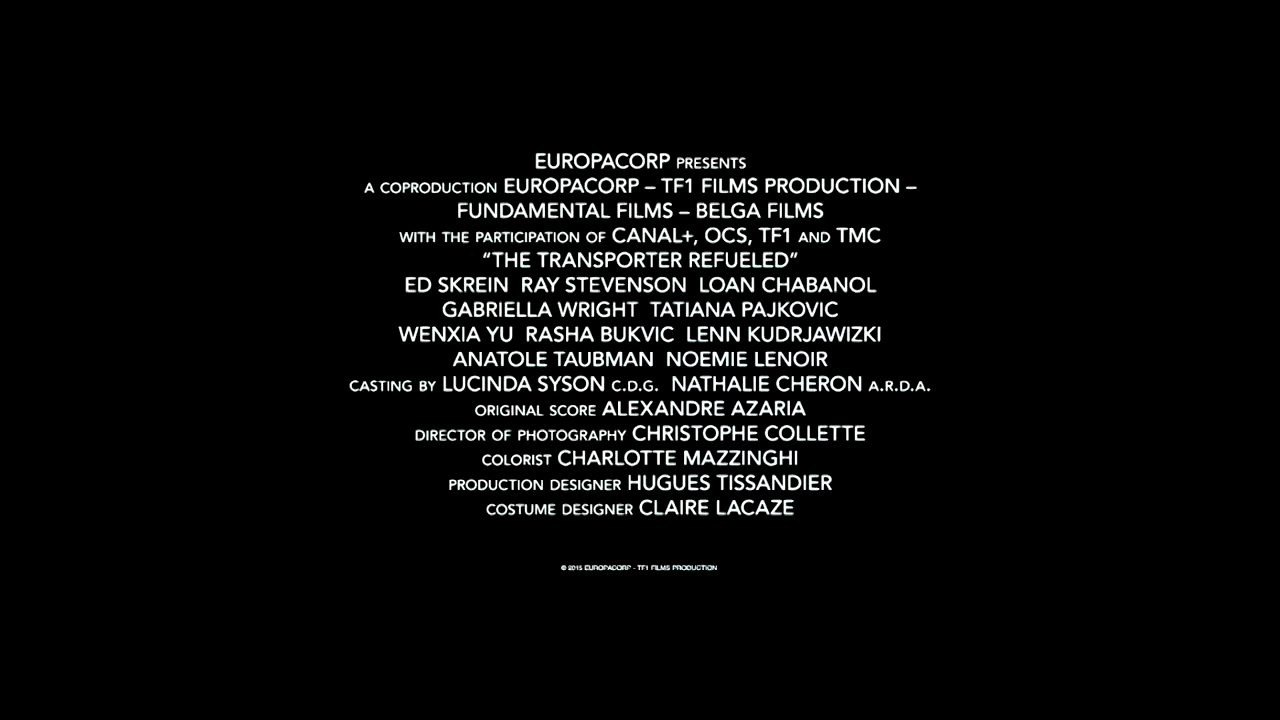 EUROPACORP PRESENTS
A COPRODUCTION EUROPACORP – TF1 FILMS PRODUCTION –
FUNDAMENTAL FILMS – BELGA FILMS
WITH THE PARTICIPATION OF CANAL+, OCS, TF1 AND TMC
“THE TRANSPORTER REFUELED”
ED SKREIN RAY STEVENSON LOAN CHABANOL
GABRIELLA WRIGHT TATIANA PAJKOVIC
WENXIA YU RASHA BUKVIC LENN KUDRJAWIZKI
ANATOLE TAUBMAN NOEMIE LENOIR
CASTING BY LUCINDA SYSON C.D.G. NATHALIE CHERON A.R.D.A.
ORIGINAL SCORE ALEXANDRE AZARIA
DIRECTOR OF PHOTOGRAPHY CHRISTOPHE COLLETTE
COLORIST CHARLOTTE MAZZINGHI
PRODUCTION DESIGNER HUGUES TISSANDIER
COSTUME DESIGNER CLAIRE LACAZE
© 2015 EUROPACORP - TF1 FILMS PRODUCTION